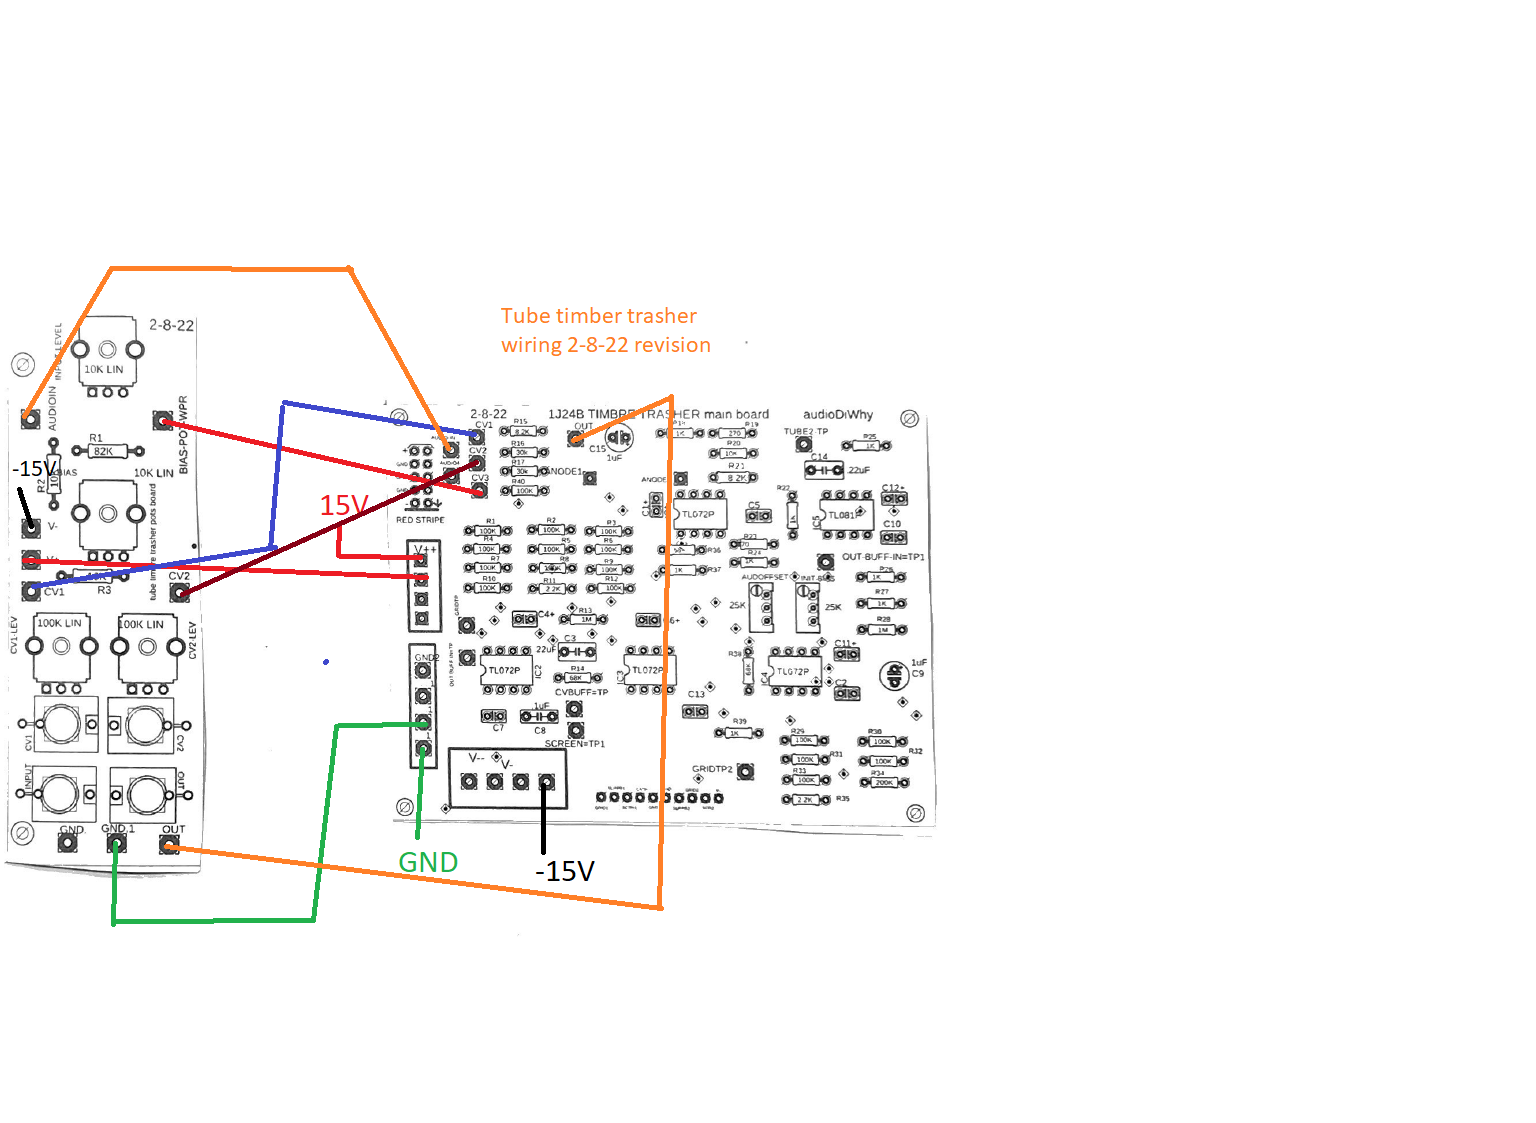 Tube timber trasher
wiring 2-8-22 revision
2-8-22
INPUT-LEVEL
10K LIN
AUDIOIN
BIAS-POT-WPR
R1
82K
-15V
BIAS
R2
10K LIN
tube timbre trasher pots board
V-
V+
CV1
R3
CV2
100K LIN
100K LIN
CV1-LEV
CV2-LEV
CV1
CV2
INPUT
OUT
GND
GND.1
OUT
15V
2-8-22
1J24B TIMBRE TRASHER main board
audioDiWhy
CV1
CV2
CV3
OUT
C15
1uF
R15
8.2K
R16
30k
R17
30k
R40
100K
ANODE1
ANODE
GND
GND
GND
RED STRIPE
R19
270
R20
10K
R21
8 2K
1K
TUBE2-TP
R25
1K
C14
.22uF
R22
1K
C12+
C10
TL072P
C5
IC5
TL081P
OUT-BUFF-IN=TP1
R1
100K
R2
100K
R3
100K
R4
100K
R5
100K
R6
100K
R7
100K
R8
100K
R9
100K
R10
100K
R11
2.2K
R12
100K
R36
R37
1K
R23
R24
1K
V++
AUDOFFSET
25K
25K
R26
1K
R27
1K
R28
1M
GRIDTP
C4+
R13
1M
C6+
C3
.22uF
GND2
TL072P
IC2
R14
68K
IC3
TL072P
R38
68K
IC4
TL072P
C11+
C2
1uF
C9
CVBUFF=TP
C13
C7
.1uF
C8
SCREEN=TP1
R39
1K
R29
100K
R30
100K
R31
100K
R32
100K
R33
100K
R34
200K
R35
2.2K
V--
V-
GRIDTP2
GND
-15V